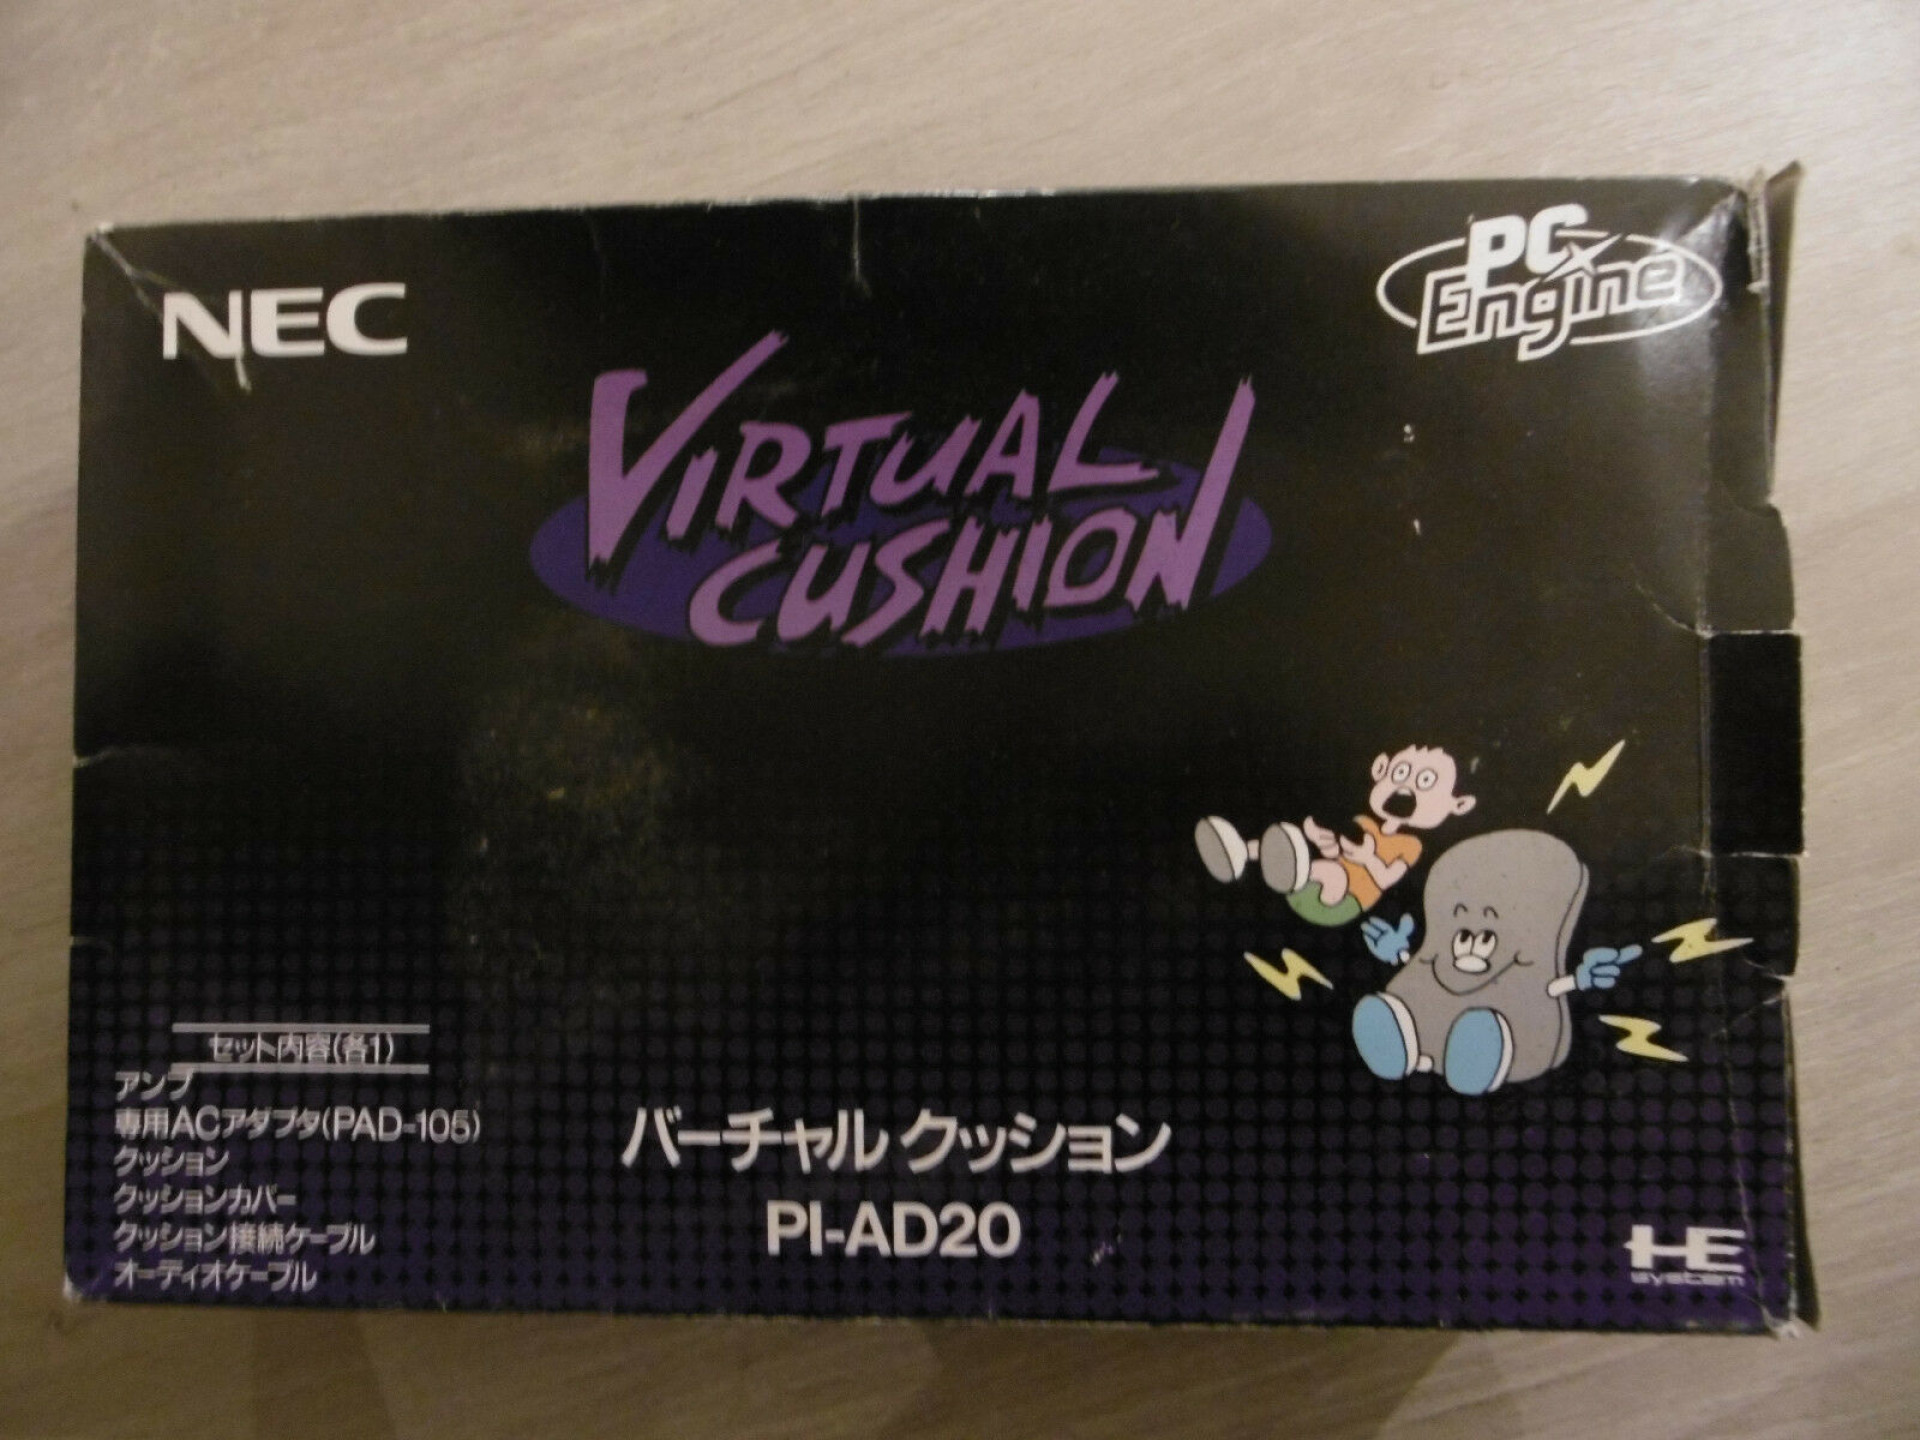 NEC
PC Engine
VIRTUAL
CUSHION
セット内容(各1)
アンプ
専用ACアダプタ(PAD-105)
クッション
クッションカバー
クッション接続ケーブル
オーディオケーブル
バーチャル クッション
PI-AD20
HE
system